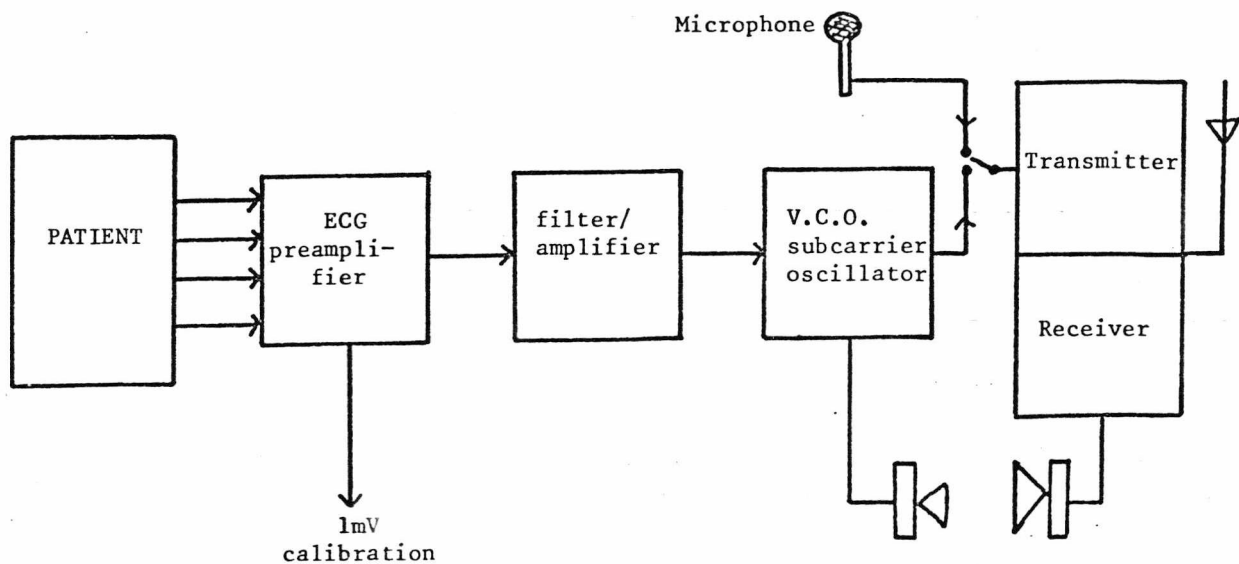 Microphone
PATIENT
ECG
preampli-
fier
filter/
amplifier
V.C.O.
subcarrier
oscillator
Transmitter
Receiver
1mV
calibration